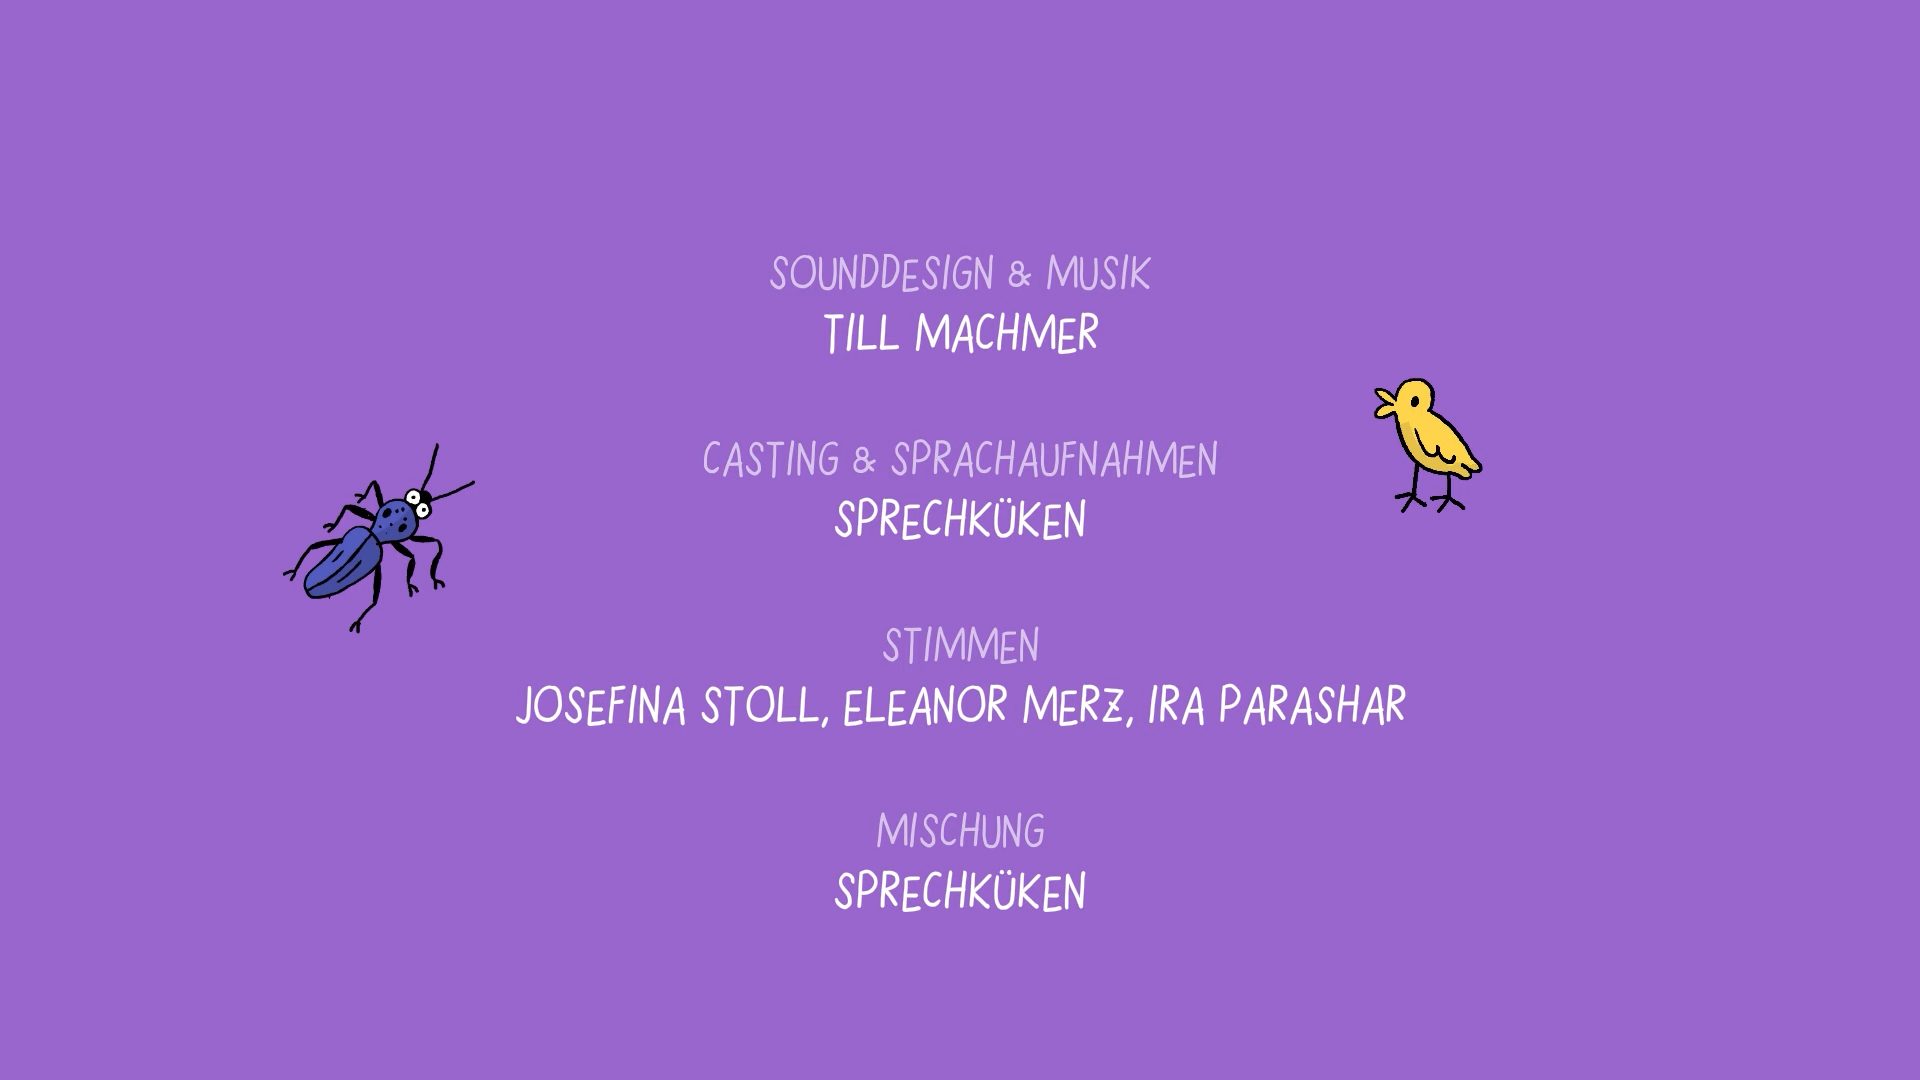 SOUNDDESIGN & MUSIK
TILL MACHMER
CASTING & SPRACHAUFNAHMEN
SPRECHKÜKEN
STIMMEN
JOSEFINA STOLL, ELEANOR MERZ, IRA PARASHAR
MISCHUNG
SPRECHKÜKEN